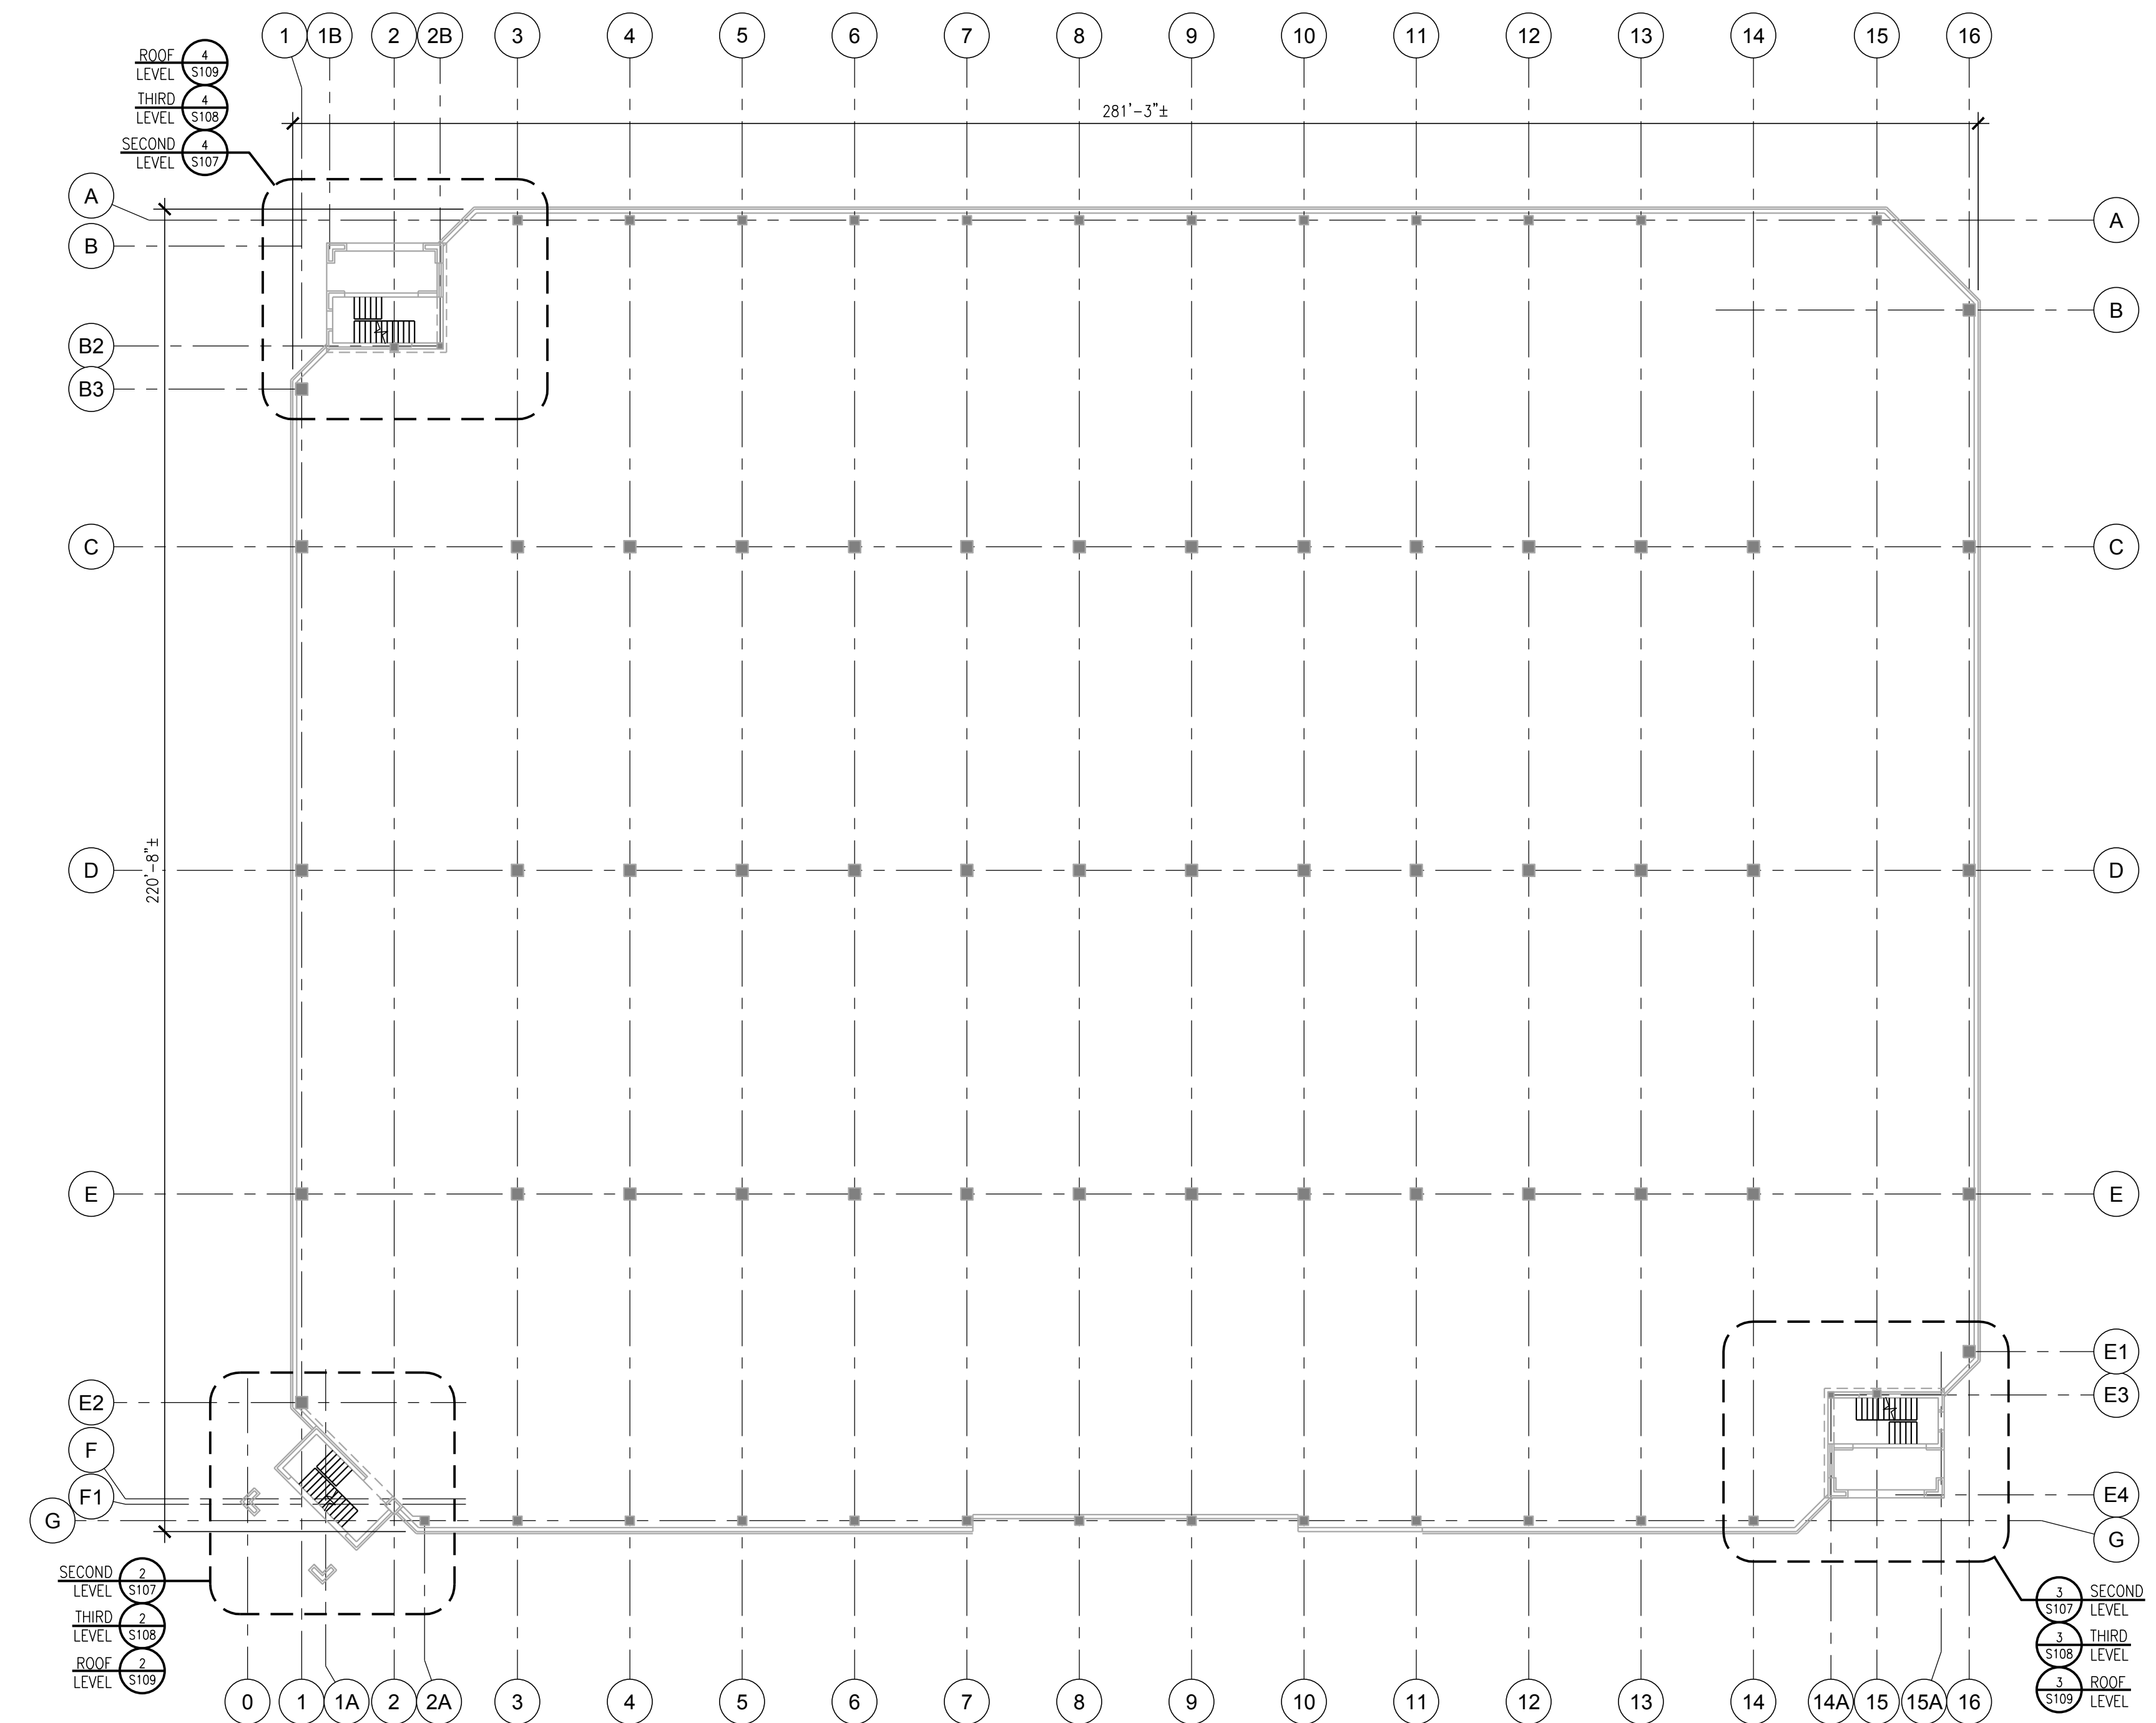 1 1B 2 2B 3 4 5 6 7 8 9 10 11 12 13 14 15 16
ROOF 4
LEVEL S109
THIRD 4
LEVEL S108
SECOND 4
LEVEL S107
281'-3"±
A A
B
B
B2
B3
C C
D D
220'-8"±
E E
E1
E2
E3
F
F1
E4
G
G
SECOND 2
LEVEL S107
THIRD 2
LEVEL S108
ROOF 2
LEVEL S109
3 SECOND
S107 LEVEL
3 THIRD
S108 LEVEL
3 ROOF
S109 LEVEL
0 1 1A 2 2A 3 4 5 6 7 8 9 10 11 12 13 14 14A 15 15A 16